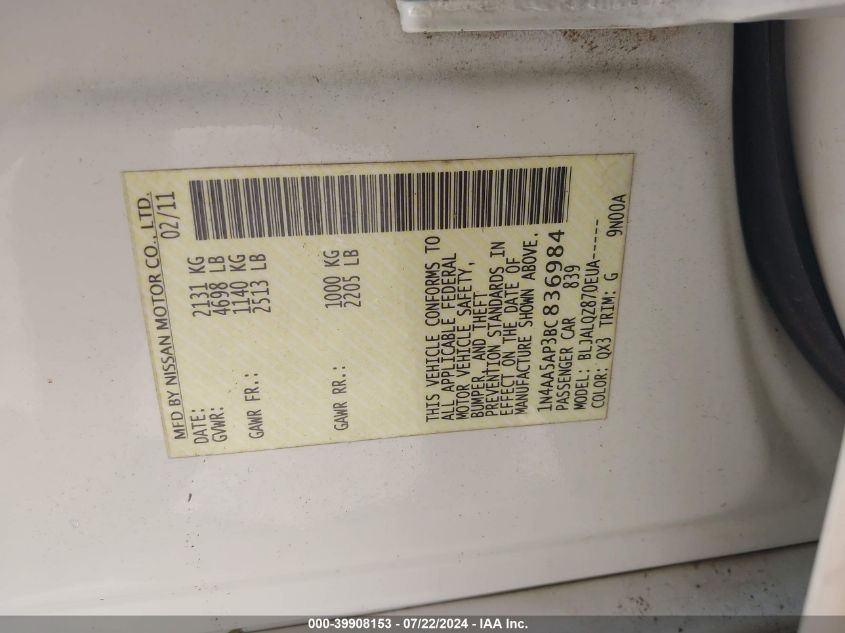 MFD BY NISSAN MOTOR CO., LTD.
DATE: 02/11
GVWR: 2131 KG
4698 LB
GAWR FR.: 1140 KG
2513 LB
GAWR RR.: 1000 KG
2205 LB
THIS VEHICLE CONFORMS TO
ALL APPLICABLE FEDERAL
MOTOR VEHICLE SAFETY,
BUMPER, AND THEFT
PREVENTION STANDARDS IN
EFFECT ON THE DATE OF
MANUFACTURE SHOWN ABOVE.
1N4AA5AP3BC836984
PASSENGER CAR 839
MODEL: BLJALQZ870EUA-----
COLOR: QX3 TRIM: G 9N00A
000-39908153 - 07/22/2024 - IAA Inc.